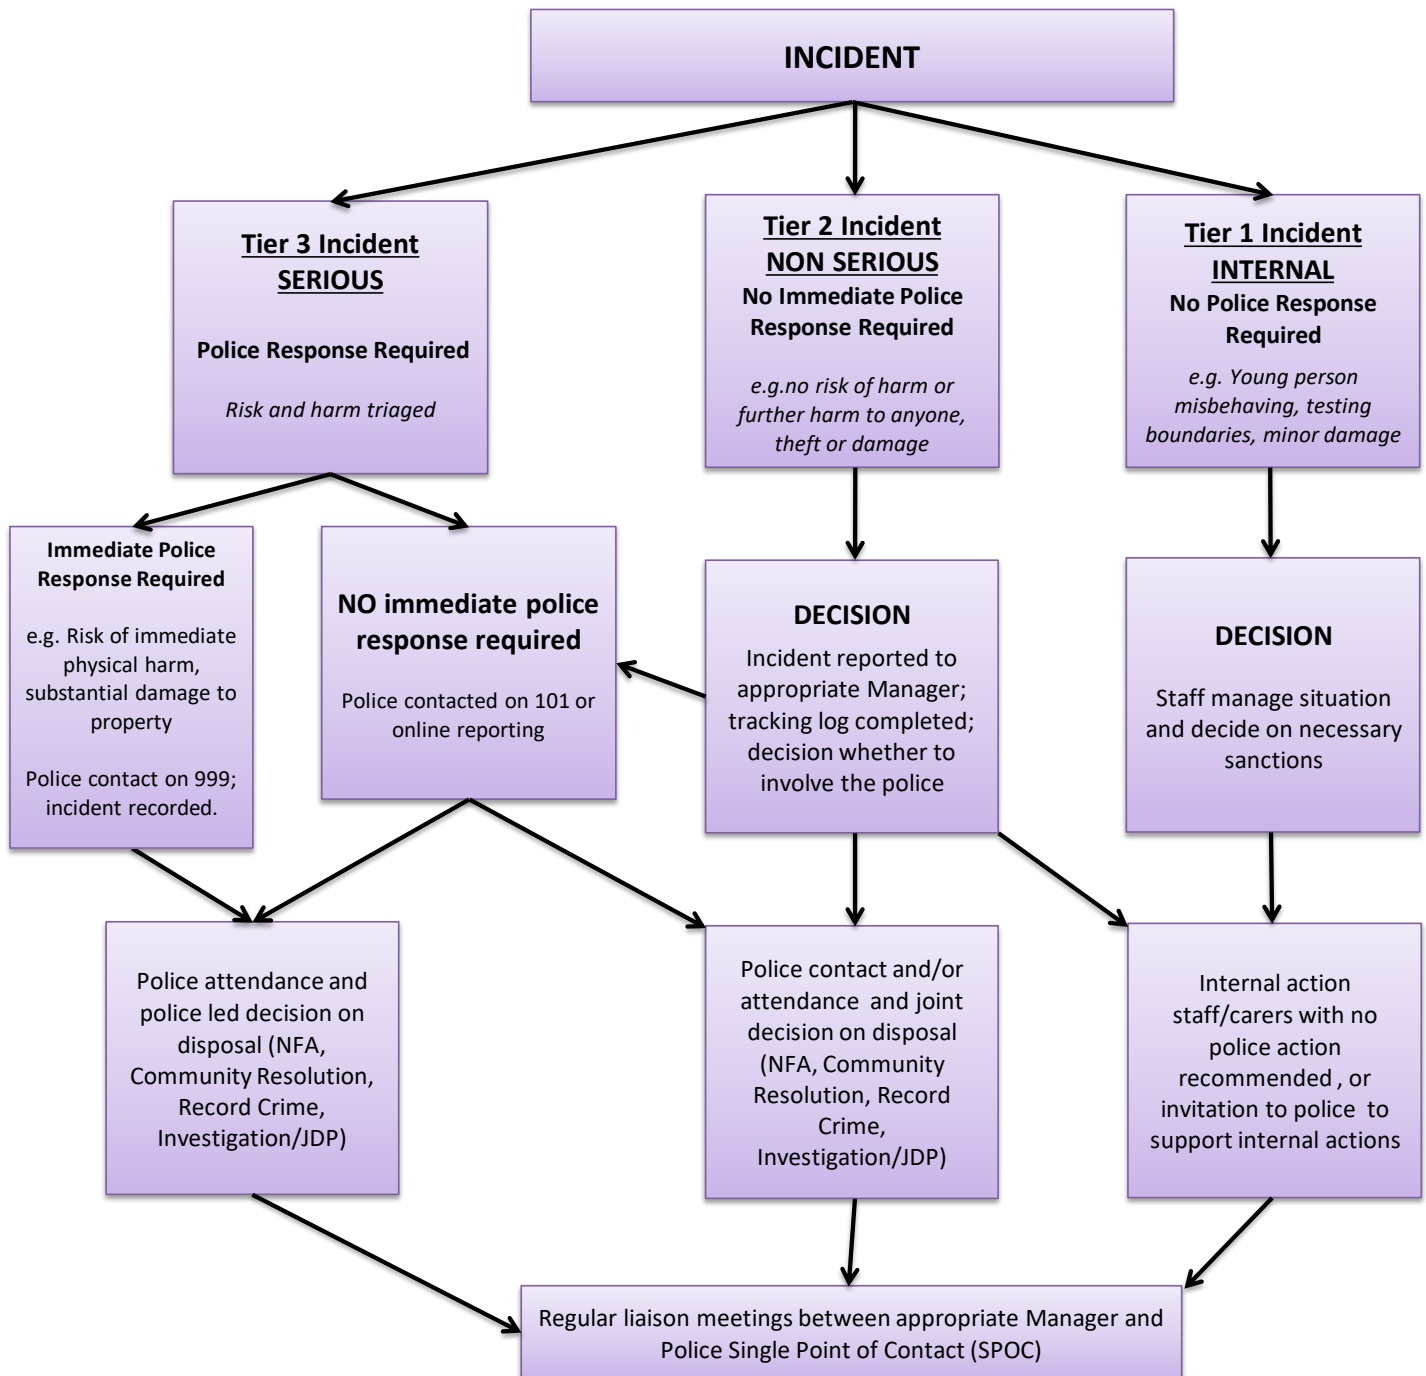 INCIDENT
Tier 3 Incident
SERIOUS
Police Response Required
Risk and harm triaged
Tier 2 Incident
NON SERIOUS
No Immediate Police
Response Required
e.g.no risk of harm or
further harm to anyone,
theft or damage
Tier 1 Incident
INTERNAL
No Police Response
Required
e.g. Young person
misbehaving, testing
boundaries, minor damage
Immediate Police
Response Required
e.g. Risk of immediate
physical harm,
substantial damage to
property
Police contact on 999;
incident recorded.
NO immediate police
response required
Police contacted on 101 or
online reporting
DECISION
Incident reported to
appropriate Manager;
tracking log completed;
decision whether to
involve the police
DECISION
Staff manage situation
and decide on necessary
sanctions
Police attendance and
police led decision on
disposal (NFA,
Community Resolution,
Record Crime,
Investigation/JDP)
Police contact and/or
attendance and joint
decision on disposal
(NFA, Community
Resolution, Record
Crime,
Investigation/JDP)
Internal action
staff/carers with no
police action
recommended , or
invitation to police to
support internal actions
Regular liaison meetings between appropriate Manager and
Police Single Point of Contact (SPOC)